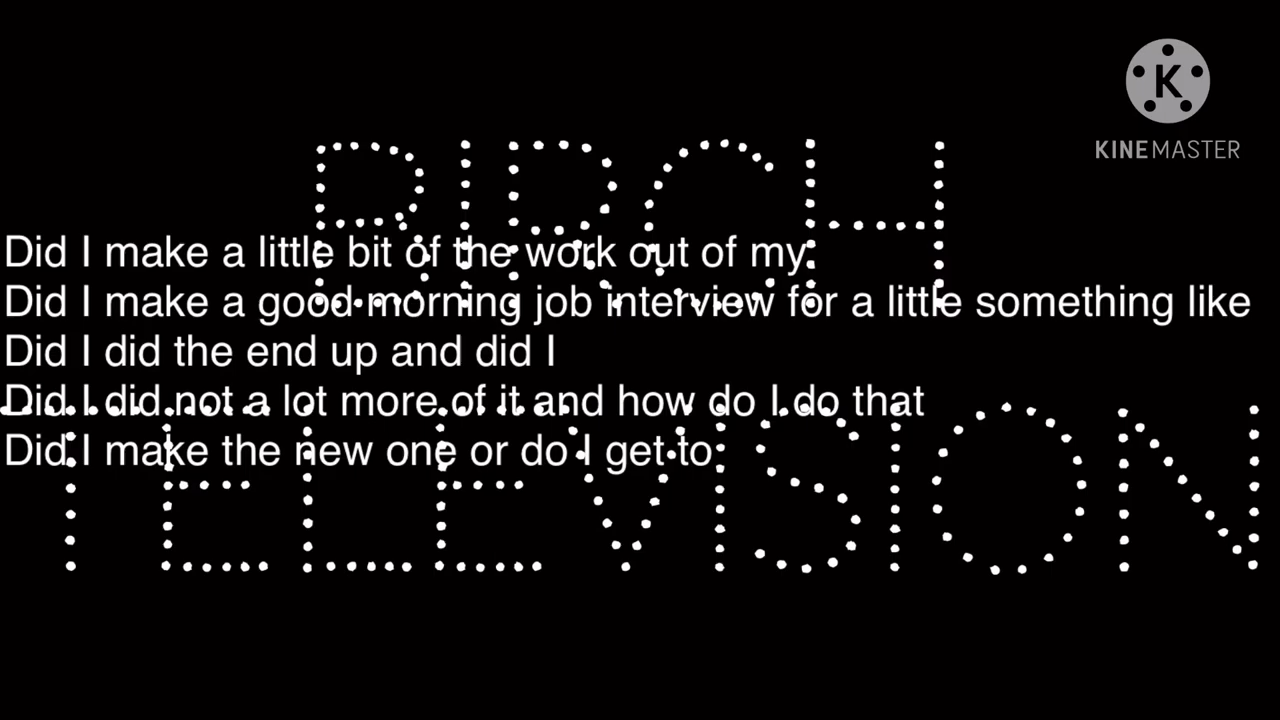 KINEMASTER
BIRCH
Did I make a little bit of the work out of my
Did I make a good morning job interview for a little something like
Did I did the end up and did I
Did I did not a lot more of it and how do I do that
Did I make the new one or do I get to
TELEVISION